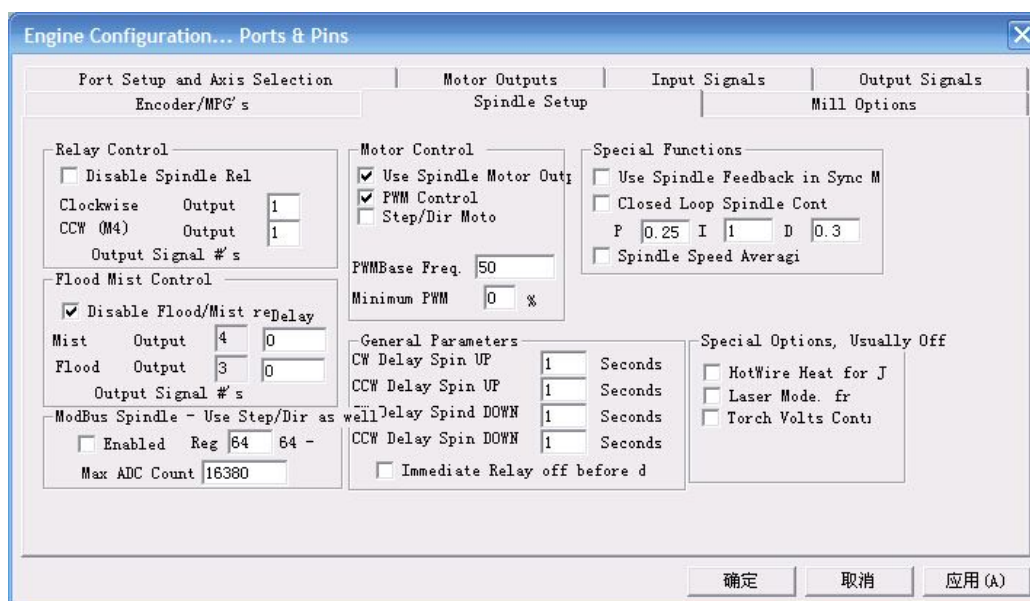 Engine Configuration... Ports & Pins
Port Setup and Axis Selection
Motor Outputs
Input Signals
Output Signals
Encoder/MPG's
Spindle Setup
Mill Options
Relay Control
Disable Spindle Rel
Clockwise Output 1
CCW (M4) Output 1
Output Signal #'s
Flood Mist Control
Disable Flood/Mist re
Delay
Mist Output 4 0
Flood Output 3 0
Output Signal #'s
ModBus Spindle - Use Step/Dir as well
Enabled Reg 64 64 -
Max ADC Count 16380
Motor Control
Use Spindle Motor Outp
PWM Control
Step/Dir Moto
PWMBase Freq. 50
Minimum PWM 0 %
General Parameters
CW Delay Spin UP 1 Seconds
CCW Delay Spin UP 1 Seconds
Delay Spind DOWN 1 Seconds
CCW Delay Spin DOWN 1 Seconds
Immediate Relay off before d
Special Functions
Use Spindle Feedback in Sync M
Closed Loop Spindle Cont
P 0.25 I 1 D 0.3
Spindle Speed Averagi
Special Options, Usually Off
HotWire Heat for J
Laser Mode. fr
Torch Volts Cont
确定
取消
应用(A)